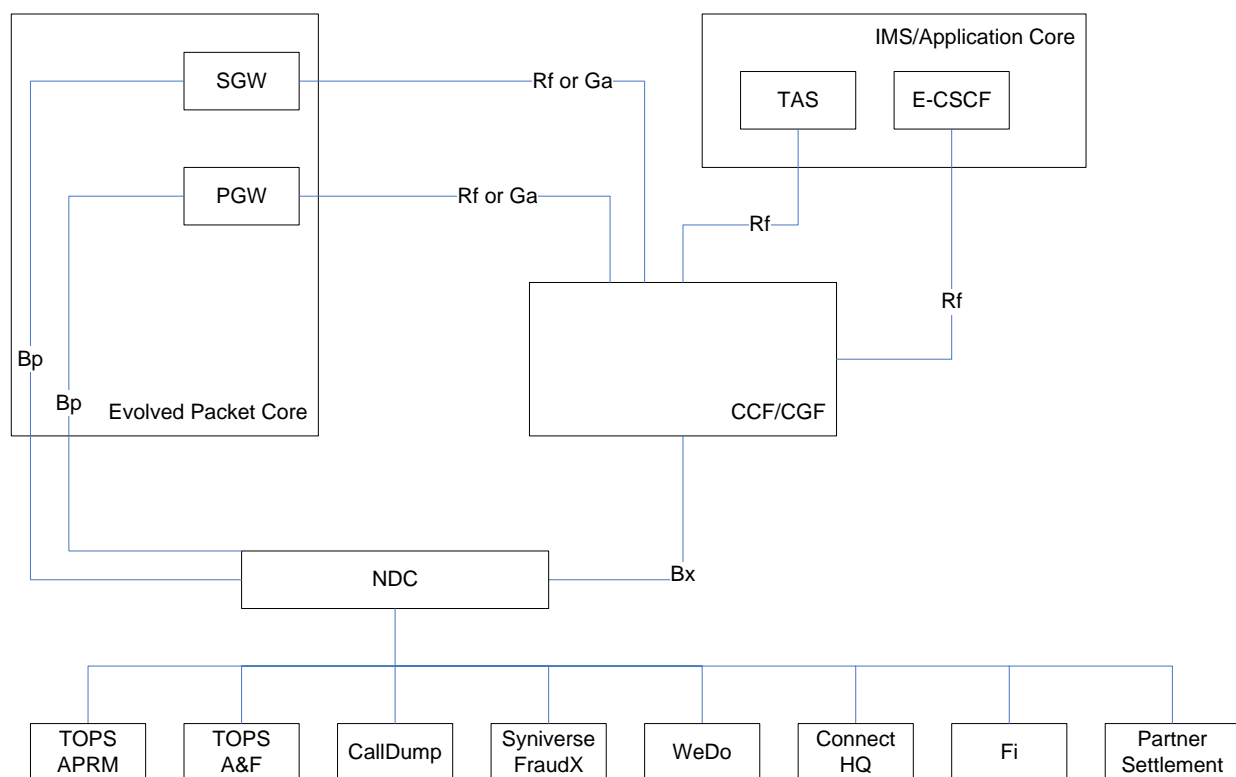 IMS/Application Core
SGW
Rf or Ga
TAS
E-CSCF
PGW
Rf or Ga
Rf
Rf
Bp
Bp
Evolved Packet Core
CCF/CGF
NDC
Bx
TOPS
APRM
TOPS
A&F
CallDump
Syniverse
FraudX
WeDo
Connect
HQ
Fi
Partner
Settlement